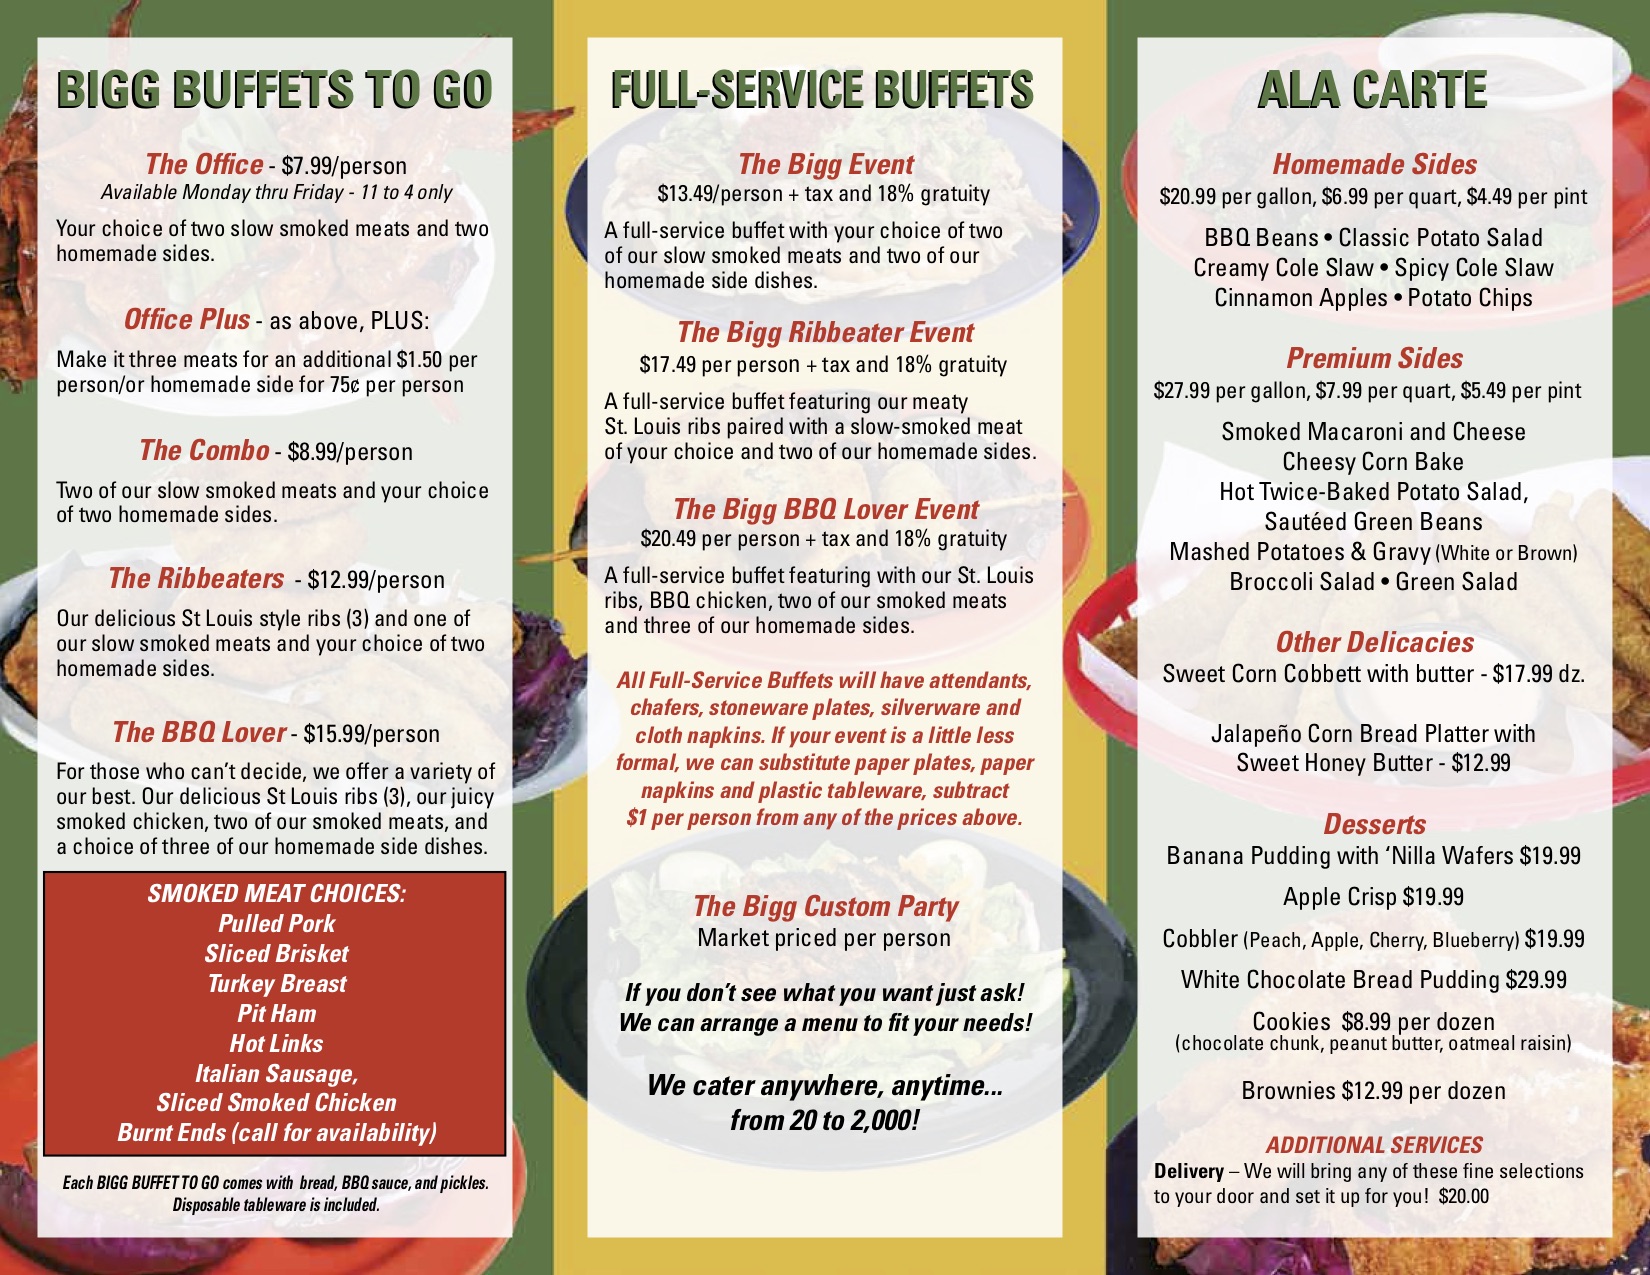 BIGG BUFFETS TO GO
The Office - $7.99/person
Available Monday thru Friday - 11 to 4 only
Your choice of two slow smoked meats and two
homemade sides.
Office Plus - as above, PLUS:
Make it three meats for an additional $1.50 per
person/or homemade side for 75¢ per person
The Combo - $8.99/person
Two of our slow smoked meats and your choice
of two homemade sides.
The Ribbeaters - $12.99/person
Our delicious St Louis style ribs (3) and one of
our slow smoked meats and your choice of two
homemade sides.
The BBQ Lover - $15.99/person
For those who can't decide, we offer a variety of
our best. Our delicious St Louis ribs (3), our juicy
smoked chicken, two of our smoked meats, and
a choice of three of our homemade side dishes.
SMOKED MEAT CHOICES:
Pulled Pork
Sliced Brisket
Turkey Breast
Pit Ham
Hot Links
Italian Sausage,
Sliced Smoked Chicken
Burnt Ends (call for availability)
Each BIGG BUFFET TO GO comes with bread, BBQ sauce, and pickles.
Disposable tableware is included.
FULL-SERVICE BUFFETS
The Bigg Event
$13.49/person + tax and 18% gratuity
A full-service buffet with your choice of two
of our slow smoked meats and two of our
homemade side dishes.
The Bigg Ribbeater Event
$17.49 per person + tax and 18% gratuity
A full-service buffet featuring our meaty
St. Louis ribs paired with a slow-smoked meat
of your choice and two of our homemade sides.
The Bigg BBQ Lover Event
$20.49 per person + tax and 18% gratuity
A full-service buffet featuring with our St. Louis
ribs, BBQ chicken, two of our smoked meats
and three of our homemade sides.
All Full-Service Buffets will have attendants,
chafers, stoneware plates, silverware and
cloth napkins. If your event is a little less
formal, we can substitute paper plates, paper
napkins and plastic tableware, subtract
$1 per person from any of the prices above.
The Bigg Custom Party
Market priced per person
If you don't see what you want just ask!
We can arrange a menu to fit your needs!
We cater anywhere, anytime...
from 20 to 2,000!
ALA CARTE
Homemade Sides
$20.99 per gallon, $6.99 per quart, $4.49 per pint
BBQ Beans • Classic Potato Salad
Creamy Cole Slaw • Spicy Cole Slaw
Cinnamon Apples • Potato Chips
Premium Sides
$27.99 per gallon, $7.99 per quart, $5.49 per pint
Smoked Macaroni and Cheese
Cheesy Corn Bake
Hot Twice-Baked Potato Salad,
Sautéed Green Beans
Mashed Potatoes & Gravy (White or Brown)
Broccoli Salad • Green Salad
Other Delicacies
Sweet Corn Cobbett with butter - $17.99 dz.
Jalapeño Corn Bread Platter with
Sweet Honey Butter - $12.99
Desserts
Banana Pudding with ‘Nilla Wafers $19.99
Apple Crisp $19.99
Cobbler (Peach, Apple, Cherry, Blueberry) $19.99
White Chocolate Bread Pudding $29.99
Cookies $8.99 per dozen
(chocolate chunk, peanut butter, oatmeal raisin)
Brownies $12.99 per dozen
ADDITIONAL SERVICES
Delivery – We will bring any of these fine selections
to your door and set it up for you! $20.00